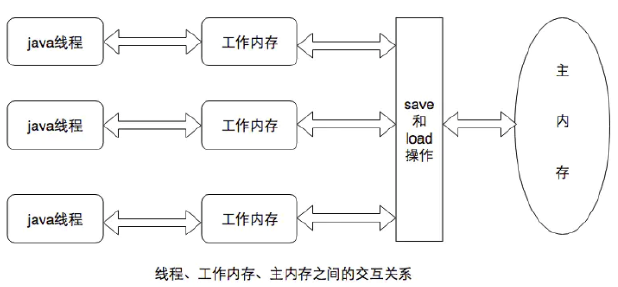 java线程
工作内存
java线程
工作内存
java线程
工作内存
save
和
load
操作
主
内
存
线程、工作内存、主内存之间的交互关系